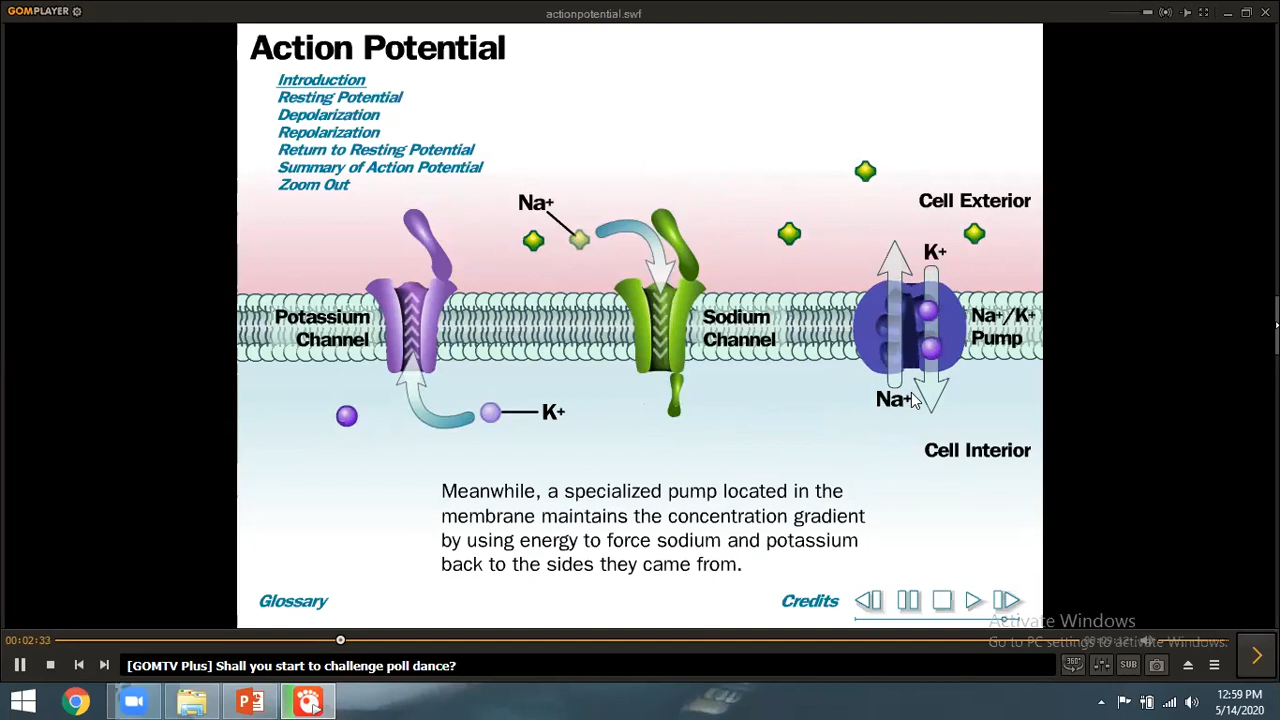 GOMPLAYER
actionpotential.swf
Action Potential
Introduction
Resting Potential
Depolarization
Repolarization
Return to Resting Potential
Summary of Action Potential
Zoom Out
Na+
Cell Exterior
K+
Potassium
Channel
Sodium
Channel
Na+/K+
Pump
Na+
K+
Cell Interior
Meanwhile, a specialized pump located in the
membrane maintains the concentration gradient
by using energy to force sodium and potassium
back to the sides they came from.
Glossary
Credits
Activate Windows
Go to PC settings to activate Windows.
00:02:33
[GOMTV Plus] Shall you start to challenge poll dance?
360°
SUB
12:59 PM
5/14/2020